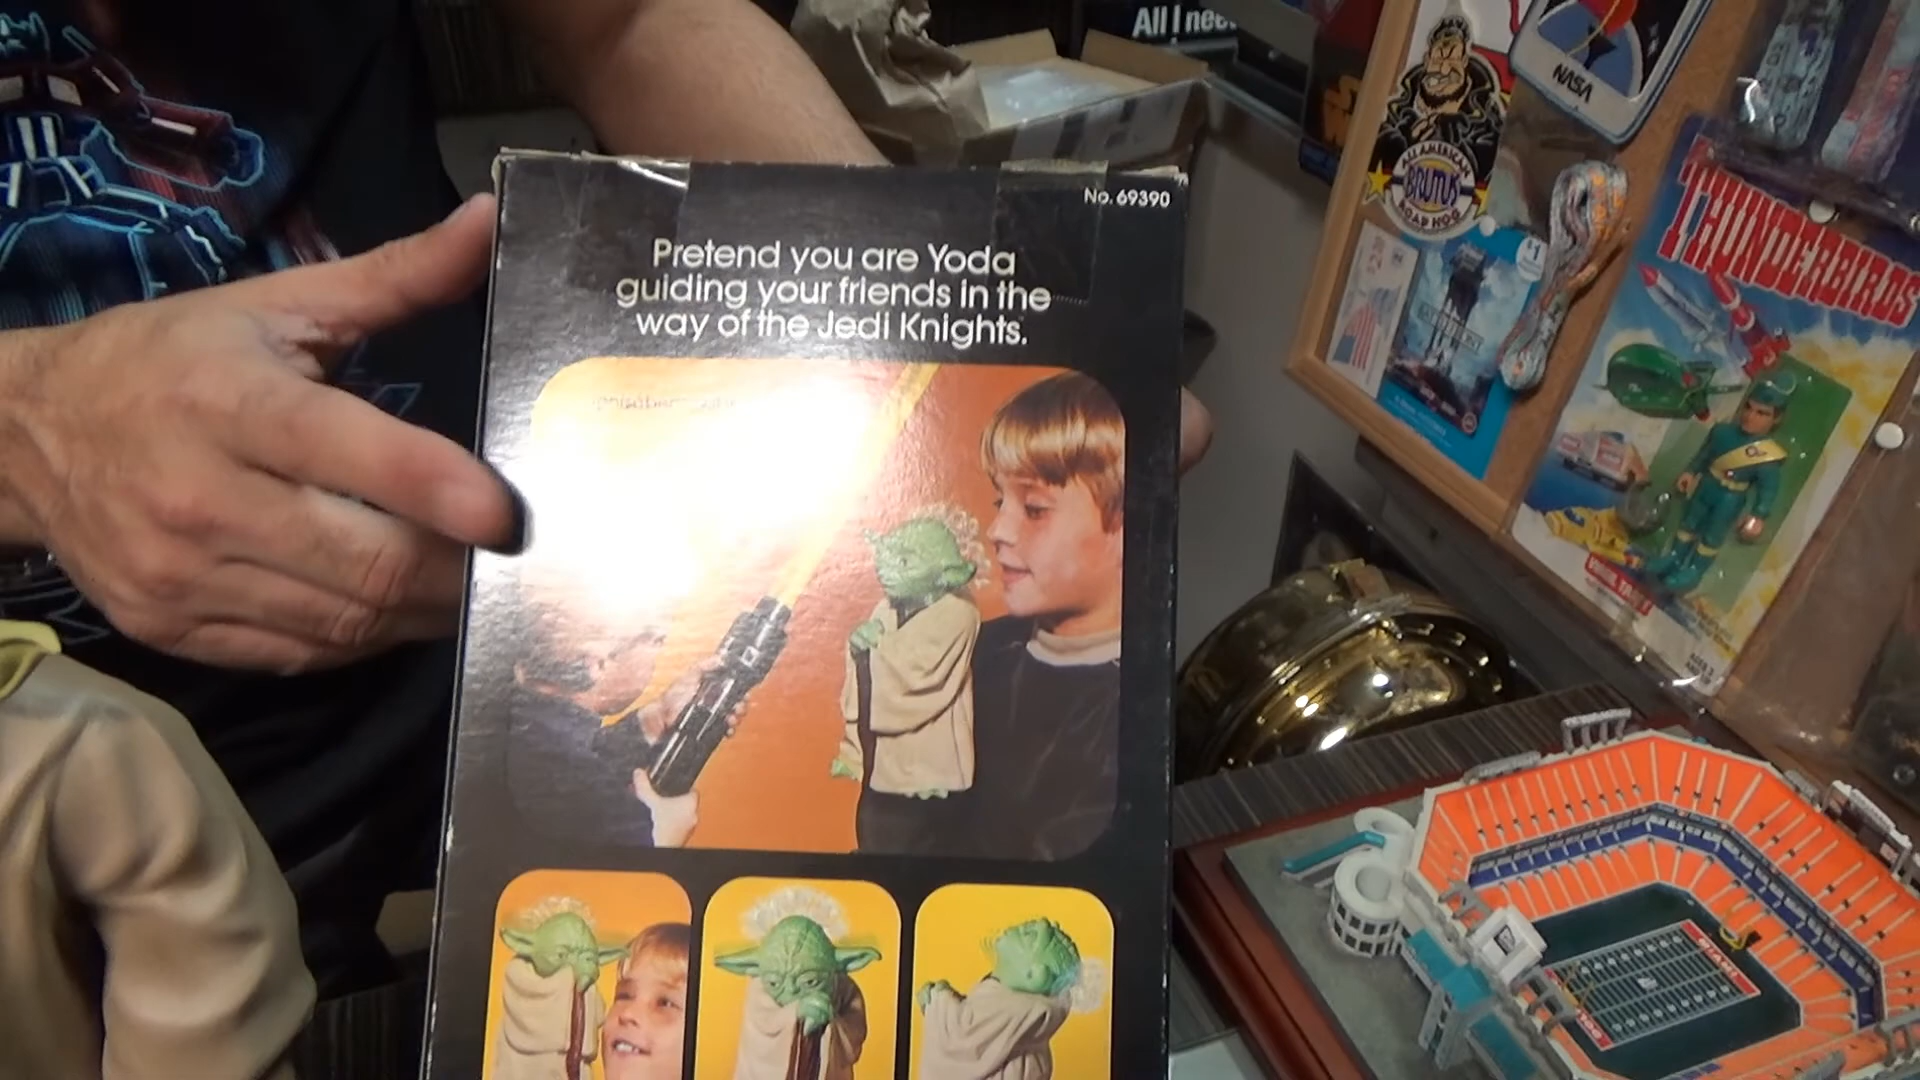 All I nee
No. 69390
Pretend you are Yoda
guiding your friends in the
way of the Jedi Knights.
NASA
ALL AMERICAN
BRUTUS
ROAD HOG
THUNDERBIRDS
MIAMI